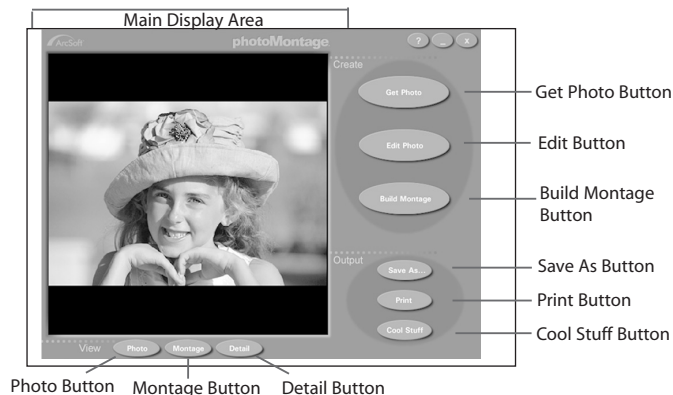 Main Display Area
ArcSoft
photoMontage
? _ x
Create
Get Photo
Get Photo Button
Edit Photo
Edit Button
Build Montage
Build Montage
Button
Output
Save As...
Save As Button
Print
Print Button
Cool Stuff
Cool Stuff Button
View
Photo
Montage
Detail
Photo Button
Montage Button
Detail Button